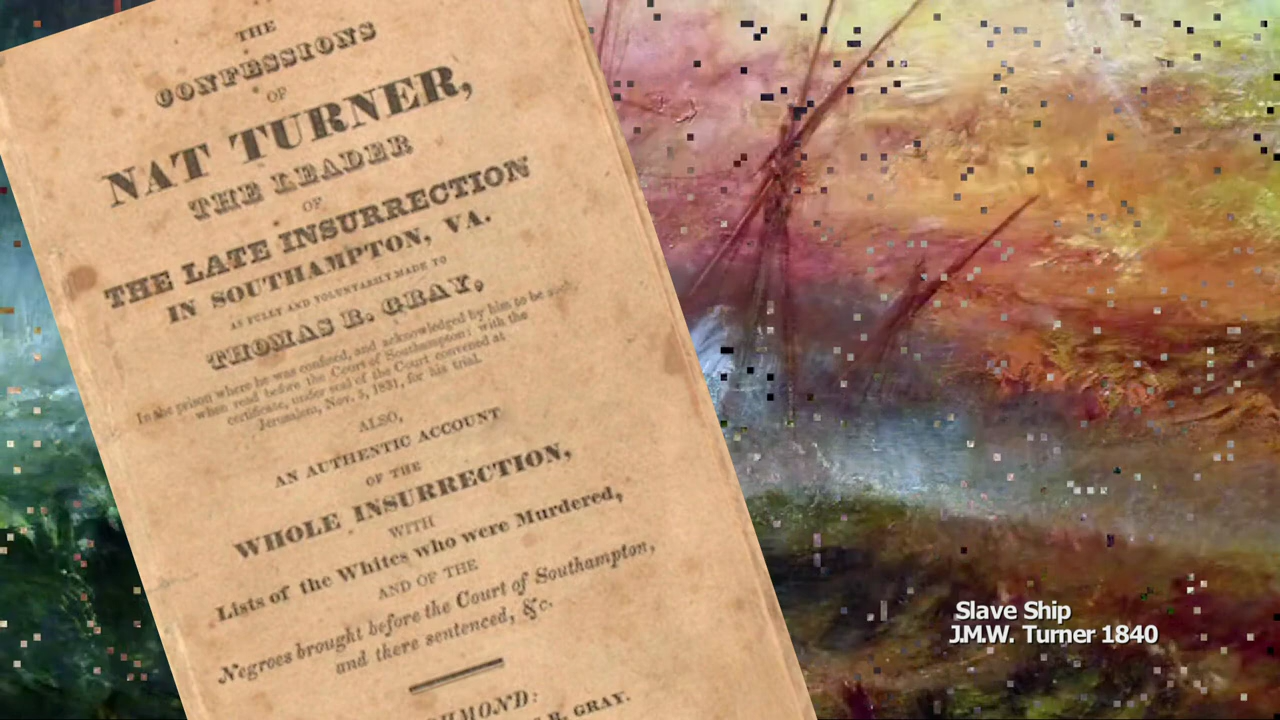 THE
CONFESSIONS
OF
NAT TURNER,
THE LEADER
OF
THE LATE INSURRECTION
IN SOUTHAMPTON, VA.
AS FULLY AND VOLUNTARILY MADE TO
THOMAS R. GRAY,
In the prison where he was confined, and acknowledged by him to be such
when read before the Court of Southampton: with the
certificate, under seal of the Court convened at
Jerusalem, Nov. 5, 1831, for his trial.
ALSO,
AN AUTHENTIC ACCOUNT
OF THE
WHOLE INSURRECTION,
WITH
Lists of the Whites who were Murdered,
AND OF THE
Negroes brought before the Court of Southampton,
and there sentenced, &c.
HMOND:
R. GRAY.
Slave Ship
J.M.W. Turner 1840